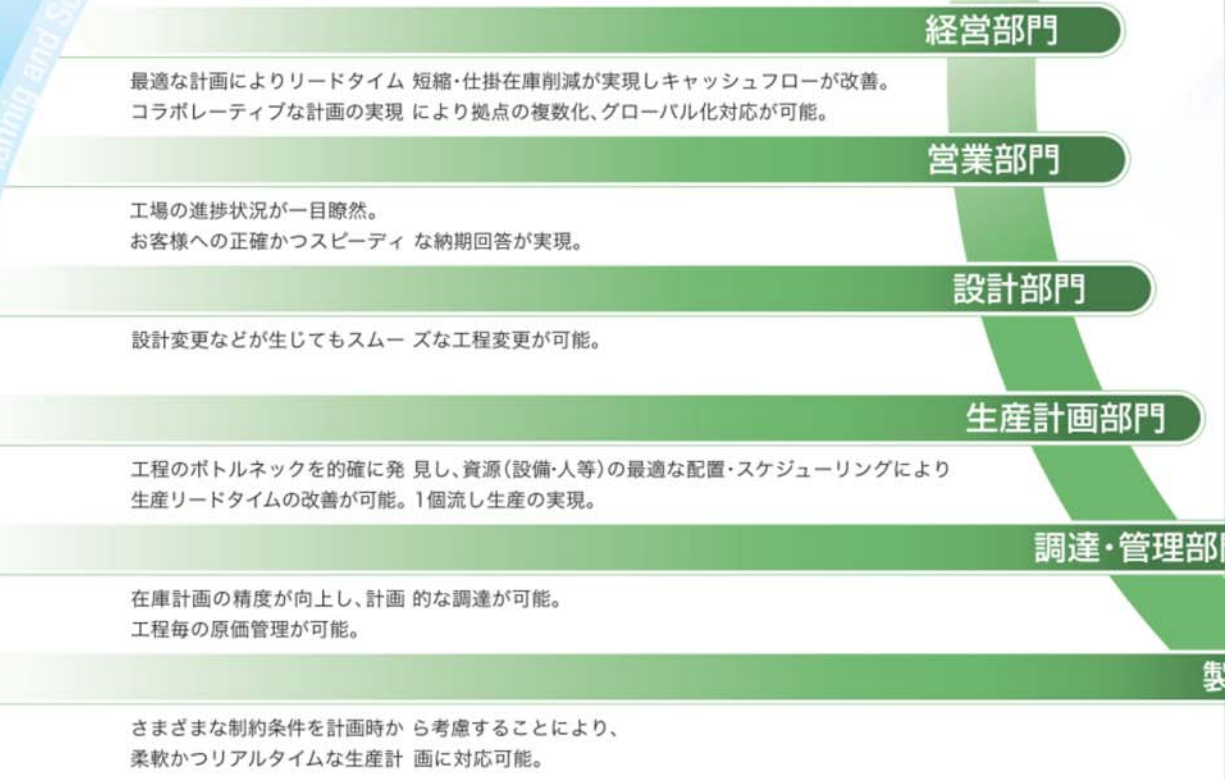 経営部門
最適な計画によりリードタイム 短縮・仕掛在庫削減が実現しキャッシュフローが改善。
コラボレーティブな計画の実現 により拠点の複数化、グローバル化対応が可能。
営業部門
工場の進捗状況が一目瞭然。
お客様への正確かつスピーディ な納期回答が実現。
設計部門
設計変更などが生じてもスムー ズな工程変更が可能。
生産計画部門
工程のボトルネックを的確に発 見し、資源(設備・人等)の最適な配置・スケジューリングにより
生産リードタイムの改善が可能。1個流し生産の実現。
調達・管理部門
在庫計画の精度が向上し、計画 的な調達が可能。
工程毎の原価管理が可能。
製
さまざまな制約条件を計画時か ら考慮することにより、
柔軟かつリアルタイムな生産計 画に対応可能。